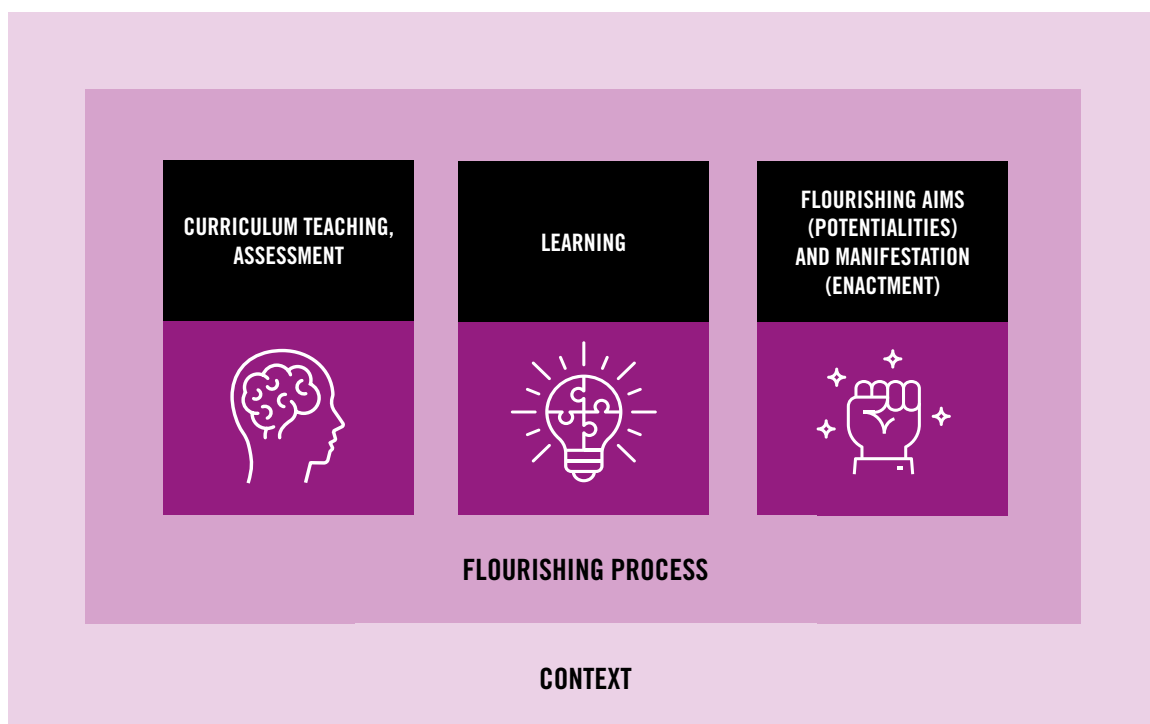 CURRICULUM TEACHING,
ASSESSMENT
LEARNING
FLOURISHING AIMS
(POTENTIALITIES)
AND MANIFESTATION
(ENACTMENT)
FLOURISHING PROCESS
CONTEXT